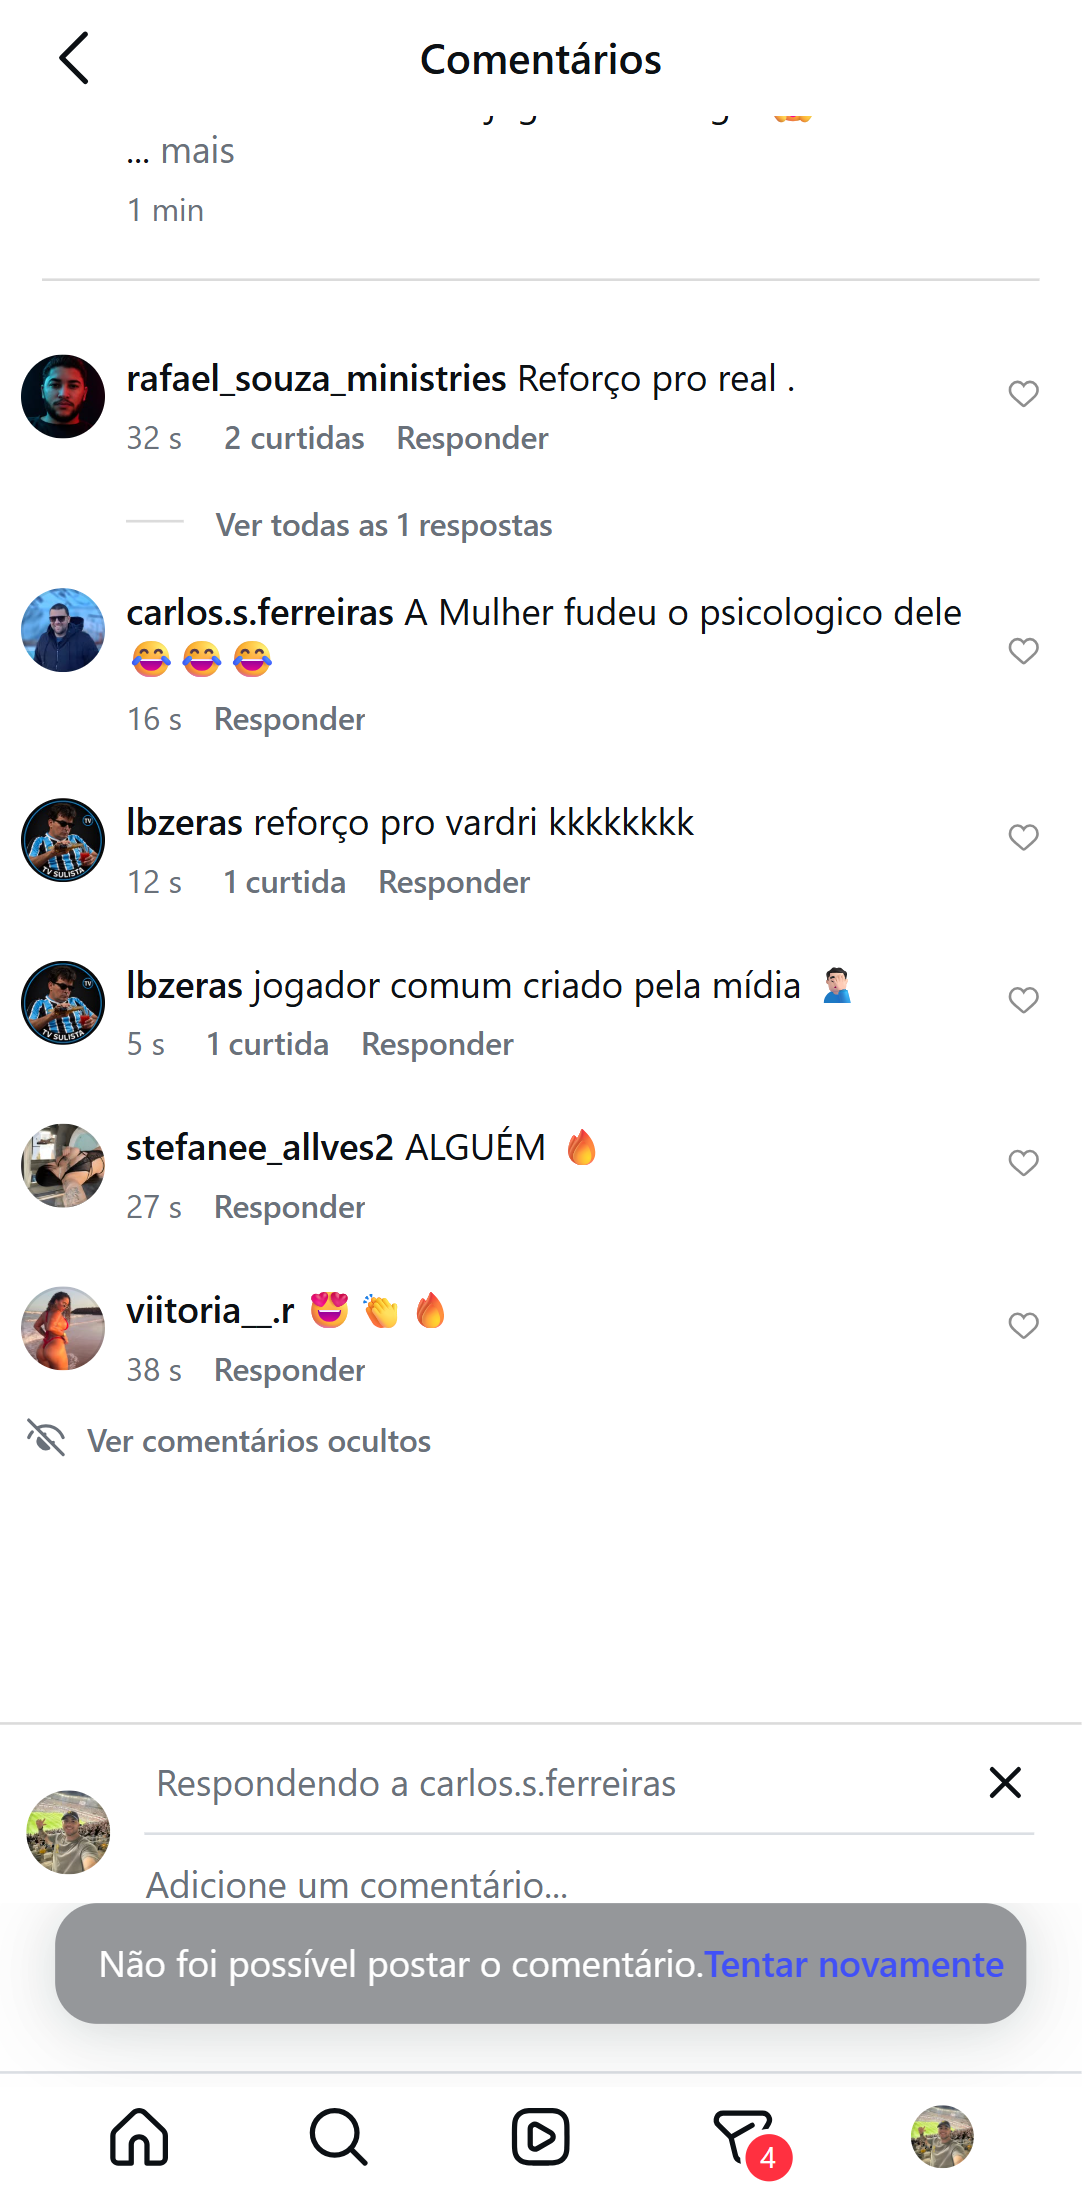 Comentários
... mais
1 min
rafael_souza_ministries Reforço pro real .
32 s 2 curtidas Responder
Ver todas as 1 respostas
carlos.s.ferreiras A Mulher fudeu o psicologico dele
😂😂😂
16 s Responder
lbzeras reforço pro vardri kkkkkkkk
12 s 1 curtida Responder
lbzeras jogador comum criado pela mídia 🤦🏻‍♂️
5 s 1 curtida Responder
stefanee_allves2 ALGUÉM 🔥
27 s Responder
viitoria__.r 😍👏🔥
38 s Responder
Ver comentários ocultos
Respondendo a carlos.s.ferreiras
Adicione um comentário...
Não foi possível postar o comentário.Tentar novamente
4